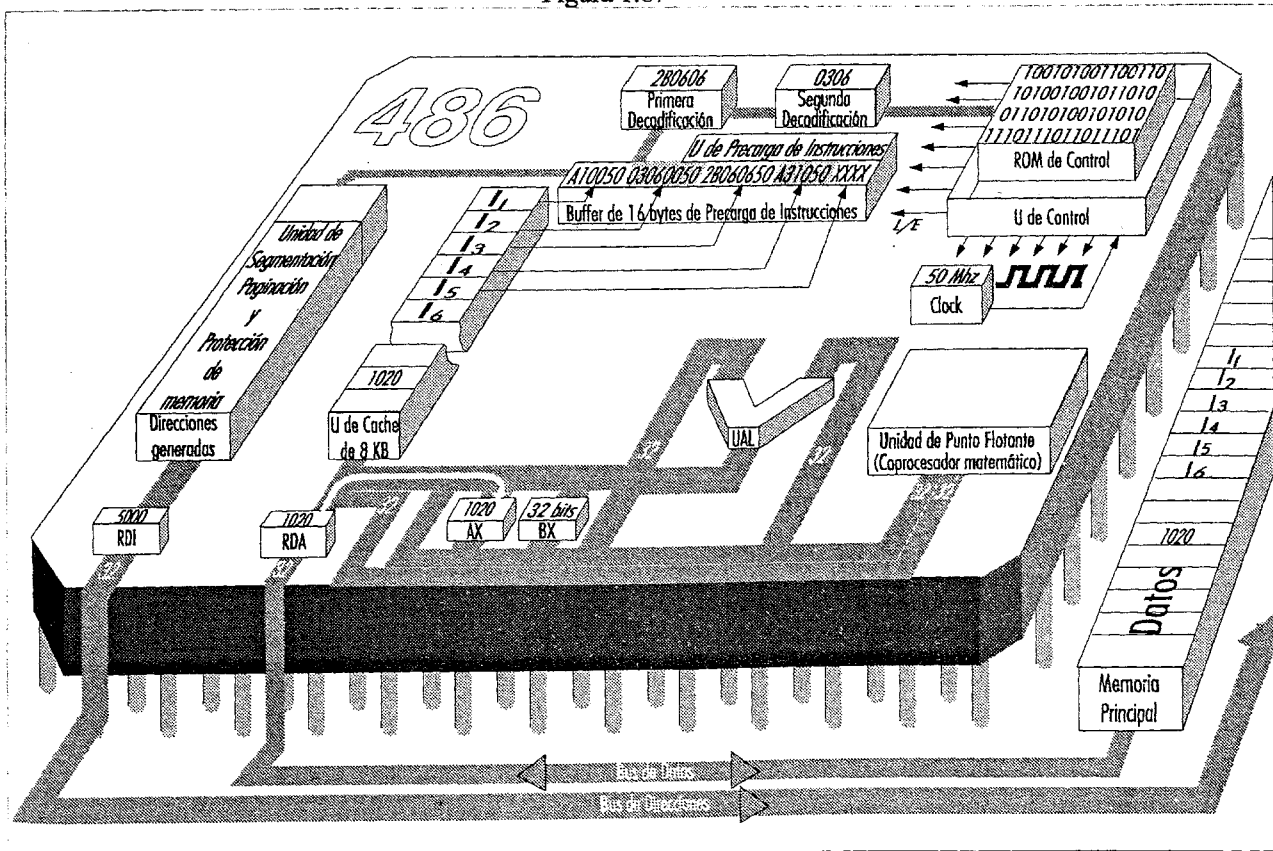 486
2B0606
Primera
Decodificación
0306
Segunda
Decodificación
100101001100110
101001001011010
011010100101010
111011101101110
ROM de Control
U de Control
L/E
50 Mhz
Clock
U de Precarga de Instrucciones
A10050 03060050 2B060650 A31050 XXXX
Buffer de 16 bytes de Precarga de Instrucciones
I1
I2
I3
I4
I5
I6
Unidad de
Segmentación
Paginación
y
Protección
de
memoria
Direcciones
generadas
1020
U de Cache
de 8 KB
UAL
Unidad de Punto Flotante
(Coprocesador matemático)
32
32
32
32
32
5000
RDI
1020
RDA
1020
AX
32 bits
BX
32
32
I1
I2
I3
I4
I5
I6
1020
Datos
Memoria
Principal
Bus de Datos
Bus de Direcciones